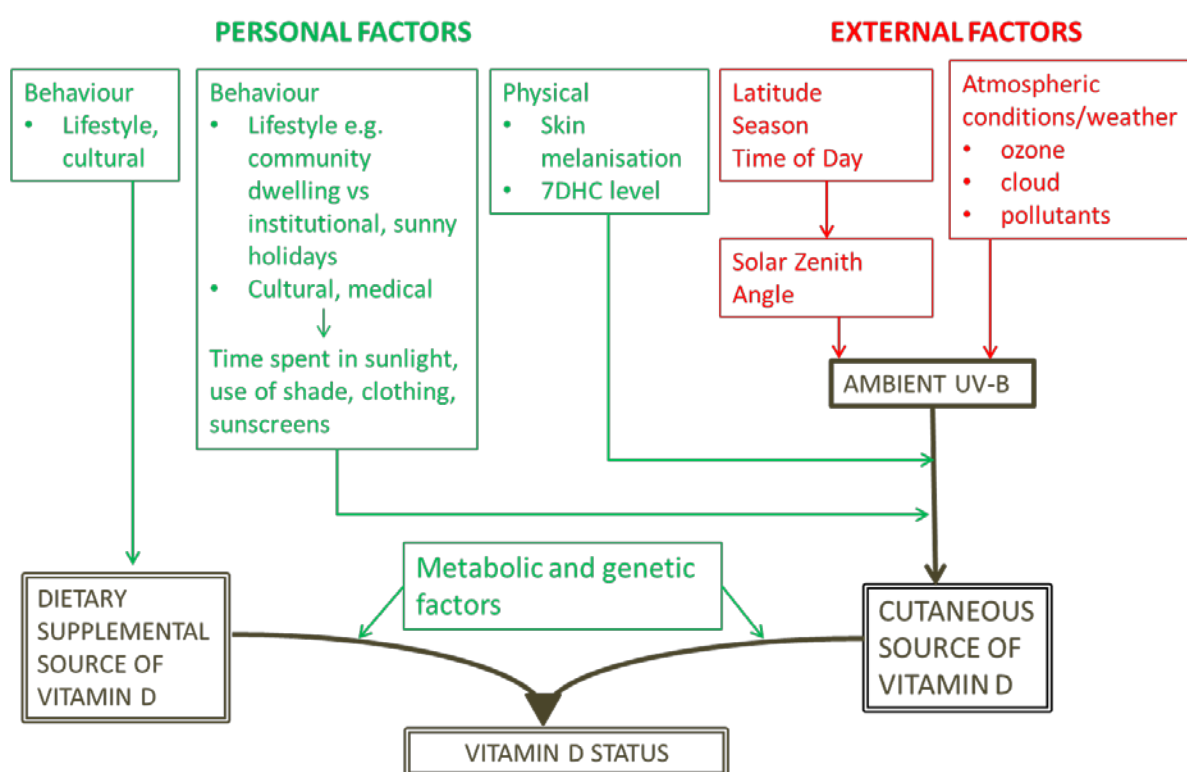 PERSONAL FACTORS
EXTERNAL FACTORS
Behaviour
• Lifestyle,
cultural
Behaviour
• Lifestyle e.g.
community
dwelling vs
institutional, sunny
holidays
• Cultural, medical
Time spent in sunlight,
use of shade, clothing,
sunscreens
Physical
• Skin
melanisation
• 7DHC level
Latitude
Season
Time of Day
Solar Zenith
Angle
Atmospheric
conditions/weather
• ozone
• cloud
• pollutants
AMBIENT UV-B
Metabolic and genetic
factors
DIETARY
SUPPLEMENTAL
SOURCE OF
VITAMIN D
CUTANEOUS
SOURCE OF
VITAMIN D
VITAMIN D STATUS